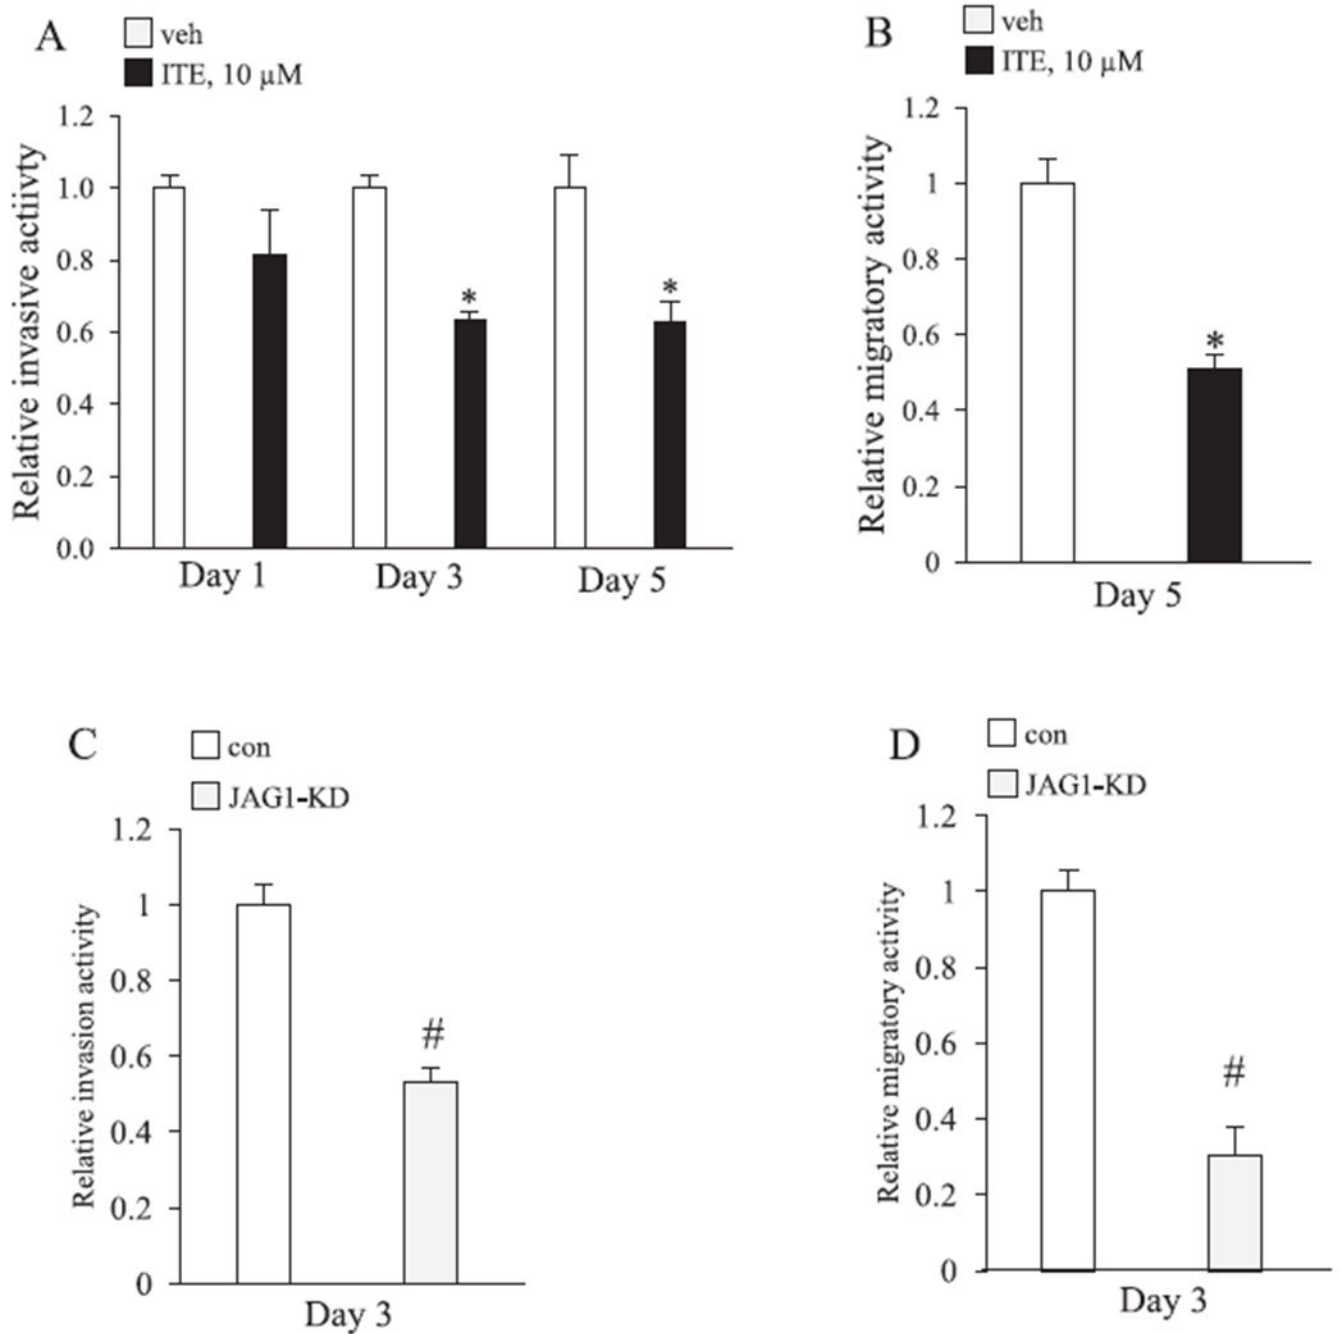 A
veh
ITE, 10 µM
Relative invasive actiivty
1.2
1.0
0.8
0.6
0.4
0.2
0.0
*
*
Day 1
Day 3
Day 5
B
veh
ITE, 10 µM
Relative migratory activity
1.2
1
0.8
0.6
0.4
0.2
0
*
Day 5
C
con
JAG1-KD
Relative invasion activity
1.2
1
0.8
0.6
0.4
0.2
0
#
Day 3
D
con
JAG1-KD
Relative migratory activity
1.2
1
0.8
0.6
0.4
0.2
0
#
Day 3